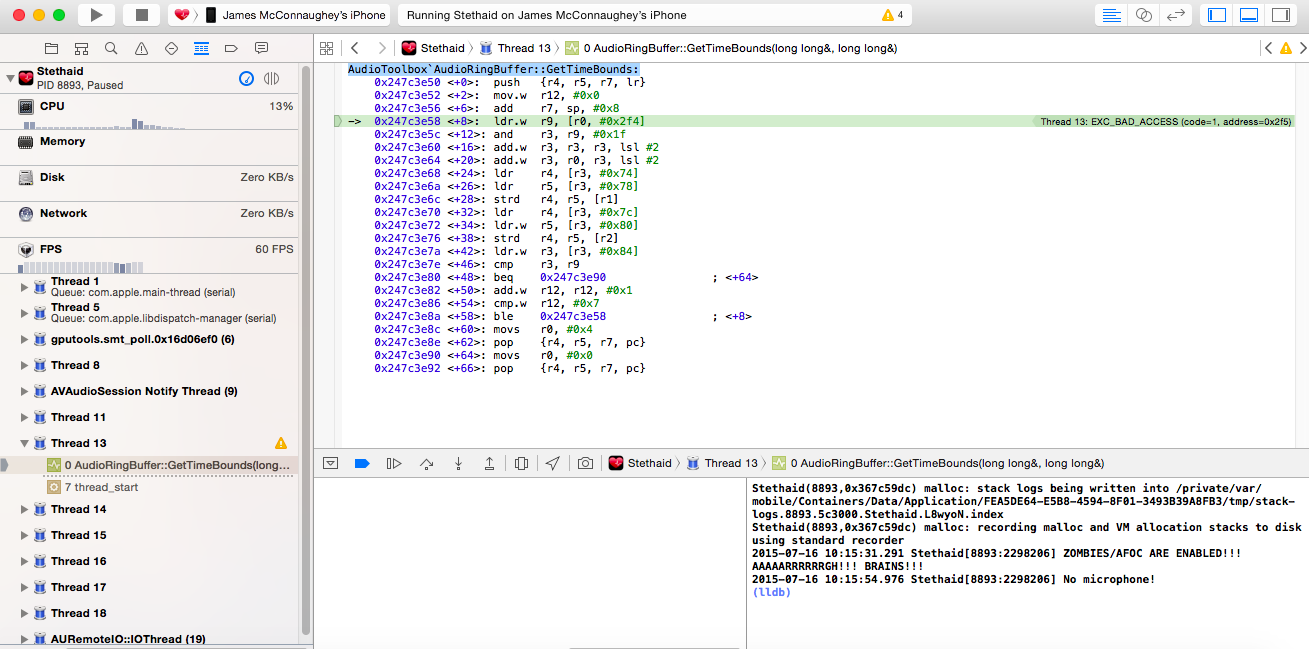 James McConnaughey's iPhone
Running Stethaid on James McConnaughey's iPhone
4
Stethaid
PID 8893, Paused
CPU
13%
Memory
Disk
Zero KB/s
Network
Zero KB/s
FPS
60 FPS
Thread 1
Queue: com.apple.main-thread (serial)
Thread 5
Queue: com.apple.libdispatch-manager (serial)
gputools.smt_poll.0x16d06ef0 (6)
Thread 8
AVAudioSession Notify Thread (9)
Thread 11
Thread 13
0 AudioRingBuffer::GetTimeBounds(long...
7 thread_start
Thread 14
Thread 15
Thread 16
Thread 17
Thread 18
AURemoteIO::IOThread (19)
Stethaid
Thread 13
0 AudioRingBuffer::GetTimeBounds(long long&, long long&)
AudioToolbox`AudioRingBuffer::GetTimeBounds:
0x247c3e50 <+0>: push {r4, r5, r7, lr}
0x247c3e52 <+2>: mov.w r12, #0x0
0x247c3e56 <+6>: add r7, sp, #0x8
-> 0x247c3e58 <+8>: ldr.w r9, [r0, #0x2f4]
Thread 13: EXC_BAD_ACCESS (code=1, address=0x2f5)
0x247c3e5c <+12>: and r3, r9, #0x1f
0x247c3e60 <+16>: add.w r3, r3, r3, lsl #2
0x247c3e64 <+20>: add.w r3, r0, r3, lsl #2
0x247c3e68 <+24>: ldr r4, [r3, #0x74]
0x247c3e6a <+26>: ldr r5, [r3, #0x78]
0x247c3e6c <+28>: strd r4, r5, [r1]
0x247c3e70 <+32>: ldr r4, [r3, #0x7c]
0x247c3e72 <+34>: ldr.w r5, [r3, #0x80]
0x247c3e76 <+38>: strd r4, r5, [r2]
0x247c3e7a <+42>: ldr.w r3, [r3, #0x84]
0x247c3e7e <+46>: cmp r3, r9
0x247c3e80 <+48>: beq 0x247c3e90 ; <+64>
0x247c3e82 <+50>: add.w r12, r12, #0x1
0x247c3e86 <+54>: cmp.w r12, #0x7
0x247c3e8a <+58>: ble 0x247c3e58 ; <+8>
0x247c3e8c <+60>: movs r0, #0x4
0x247c3e8e <+62>: pop {r4, r5, r7, pc}
0x247c3e90 <+64>: movs r0, #0x0
0x247c3e92 <+66>: pop {r4, r5, r7, pc}
Stethaid
Thread 13
0 AudioRingBuffer::GetTimeBounds(long long&, long long&)
Stethaid(8893,0x367c59dc) malloc: stack logs being written into /private/var/
mobile/Containers/Data/Application/FEA5DE64-E5B8-4594-8F01-3493B39A8FB3/tmp/stack-
logs.8893.5c3000.Stethaid.L8wyoN.index
Stethaid(8893,0x367c59dc) malloc: recording malloc and VM allocation stacks to disk
using standard recorder
2015-07-16 10:15:31.291 Stethaid[8893:2298206] ZOMBIES/AFOC ARE ENABLED!!!
AAAAARRRRRRGH!!! BRAINS!!!
2015-07-16 10:15:54.976 Stethaid[8893:2298206] No microphone!
(lldb)